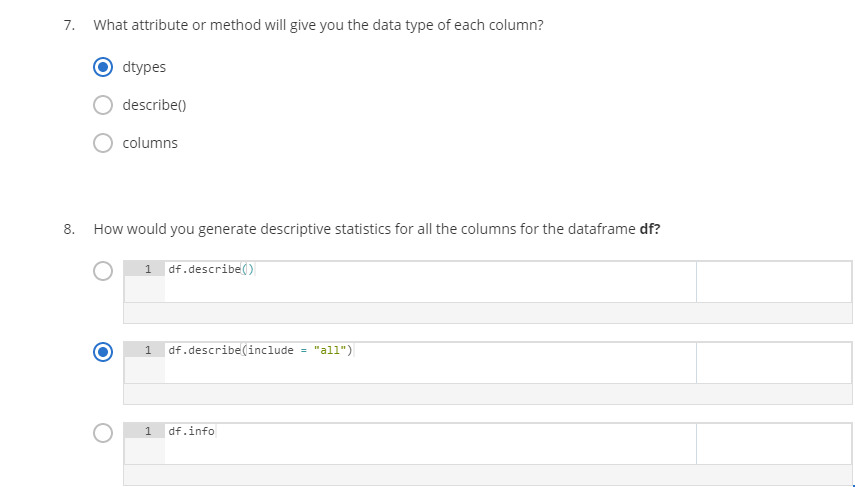 7. What attribute or method will give you the data type of each column?
dtypes
describe()
columns
8. How would you generate descriptive statistics for all the columns for the dataframe df?
1 df.describe()
1 df.describe(include = "all")
1 df.info